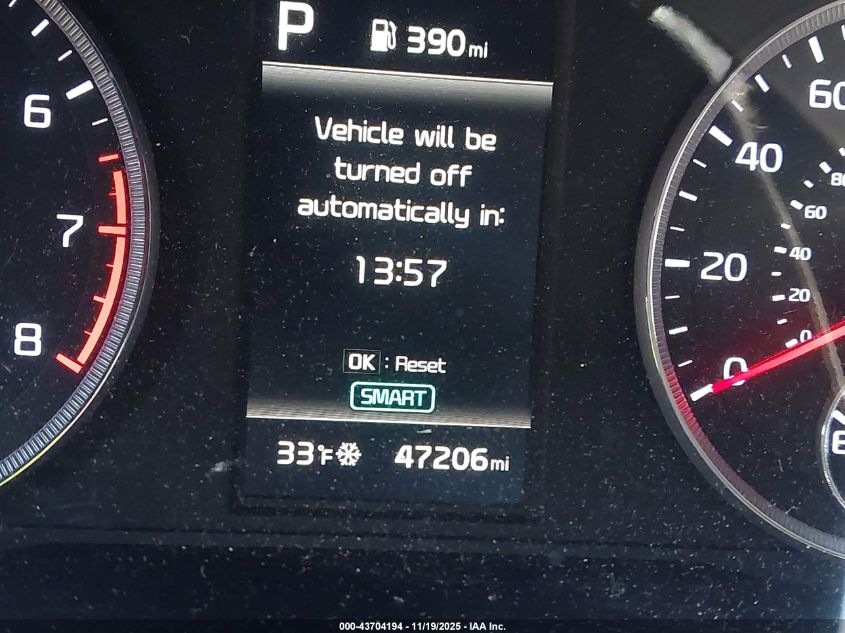 P
390mi
Vehicle will be
turned off
automatically in:
13:57
OK : Reset
SMART
33°F 47206mi
6
7
8
60
40
20
0
80
60
40
20
0
E
000-43704194 - 11/19/2025 - IAA Inc.